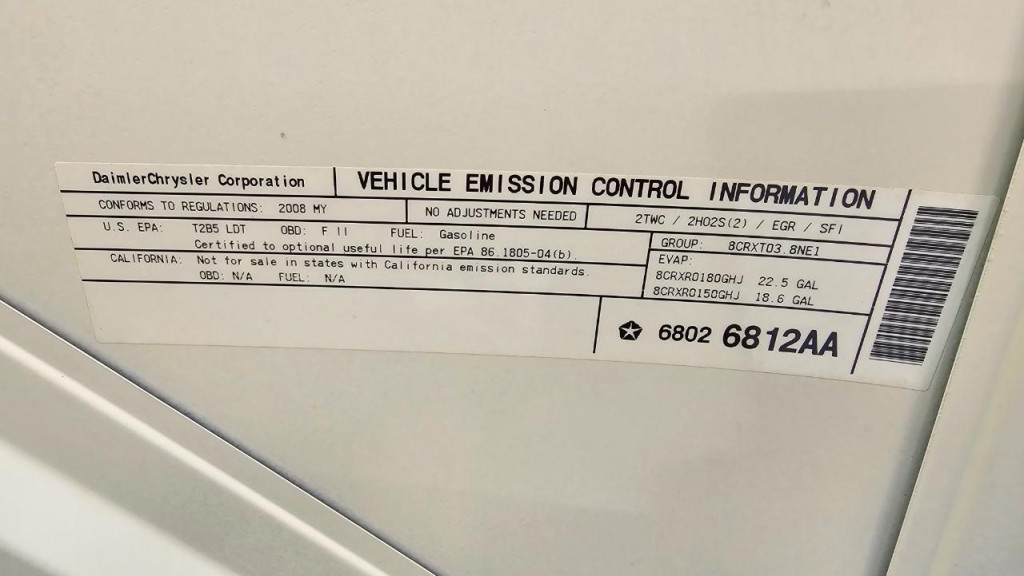 DaimlerChrysler Corporation
VEHICLE EMISSION CONTROL INFORMATION
CONFORMS TO REGULATIONS: 2008 MY
NO ADJUSTMENTS NEEDED
2TWC / 2HO2S(2) / EGR / SFI
U.S. EPA: T2B5 LDT OBD: F II FUEL: Gasoline
Certified to optional useful life per EPA 86.1805-04(b).
CALIFORNIA: Not for sale in states with California emission standards.
OBD: N/A FUEL: N/A
GROUP: 8CRXT03.8NE1
EVAP:
8CRXR0180GHJ 22.5 GAL
8CRXR0150GHJ 18.6 GAL
6802 6812AA